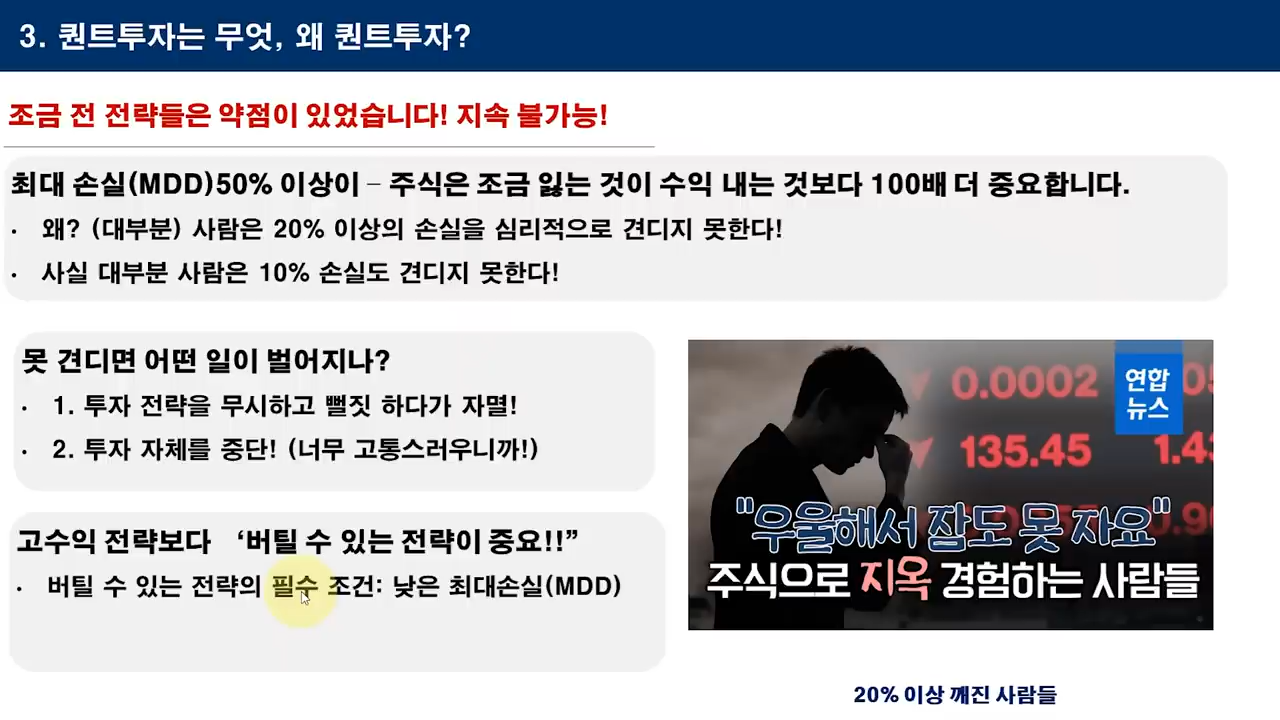 3. 퀀트투자는 무엇, 왜 퀀트투자?
조금 전 전략들은 약점이 있었습니다! 지속 불가능!
최대 손실(MDD)50% 이상이 – 주식은 조금 잃는 것이 수익 내는 것보다 100배 더 중요합니다.
· 왜? (대부분) 사람은 20% 이상의 손실을 심리적으로 견디지 못한다!
· 사실 대부분 사람은 10% 손실도 견디지 못한다!
못 견디면 어떤 일이 벌어지나?
· 1. 투자 전략을 무시하고 뻘짓 하다가 자멸!
· 2. 투자 자체를 중단! (너무 고통스러우니까!)
고수익 전략보다 ‘버틸 수 있는 전략이 중요!!”
· 버틸 수 있는 전략의 필수 조건: 낮은 최대손실(MDD)
▼ 0.0002
연합
뉴스
▼ 135.45
1.43
"우울해서 잠도 못 자요"
주식으로 지옥 경험하는 사람들
20% 이상 깨진 사람들